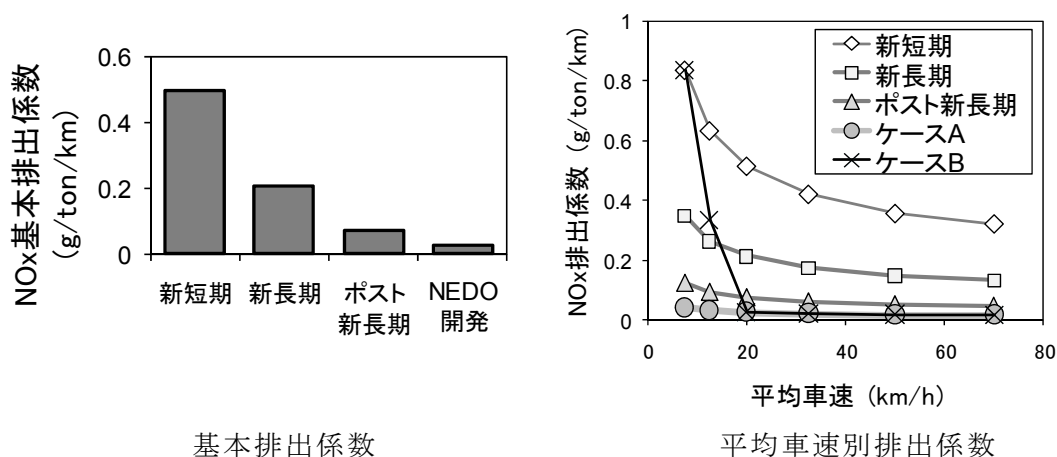 NOx基本排出係数
(g/ton/km)
0.6
0.4
0.2
0
新短期
新長期
ポスト
新長期
NEDO
開発
基本排出係数
NOx排出係数 (g/ton/km)
1
0.8
0.6
0.4
0.2
0
新短期
新長期
ポスト新長期
ケースA
ケースB
0 20 40 60 80
平均車速 (km/h)
平均車速別排出係数